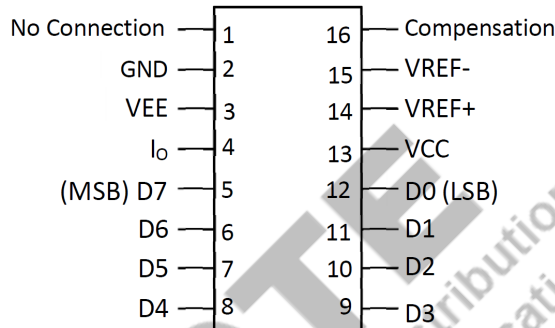 No Connection 1 16 Compensation
GND 2 15 VREF-
VEE 3 14 VREF+
IO 4 13 VCC
(MSB) D7 5 12 D0 (LSB)
D6 6 11 D1
D5 7 10 D2
D4 8 9 D3